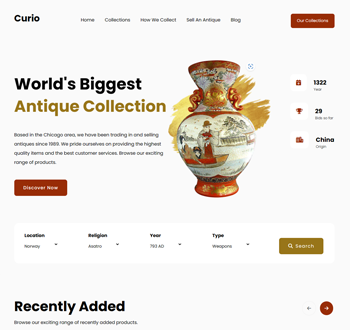 Curio
Home Collections How We Collect Sell An Antique Blog
Our Collections
World's Biggest
Antique Collection
Based in the Chicago area, we have been trading in and selling
antiques since 1989. We pride ourselves on providing the highest
quality items and the best customer services. Browse our exciting
range of products.
Discover Now
1322
Year
29
Bids so far
China
Origin
Location Religion Year Type
Norway Asatro 793 AD Weapons
Search
Recently Added
Browse our exciting range of recently added products.